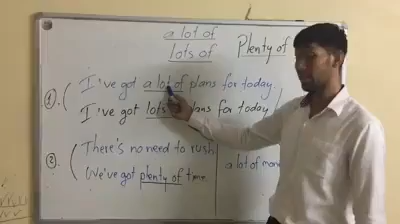 a lot of
lots of
Plenty of
①. I've got a lot of plans for today.
I've got lots plans for today
②. There's no need to rush
We've got plenty of time.
a lot of